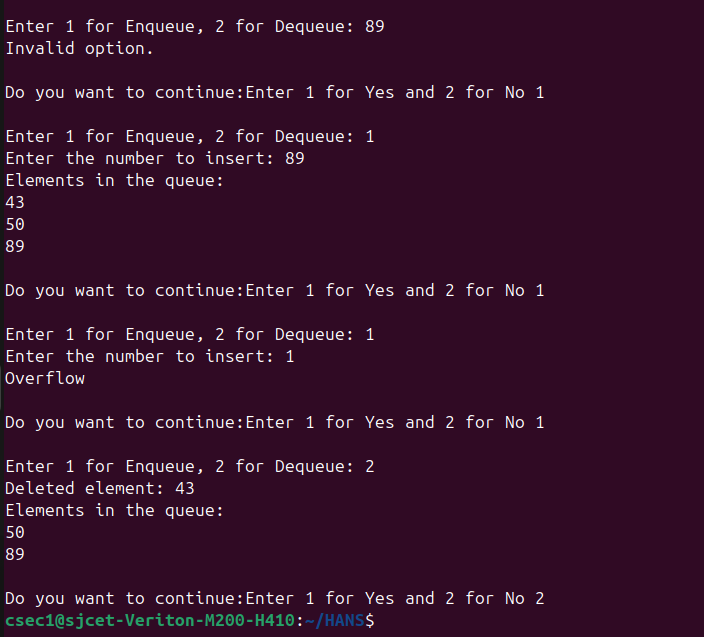 Enter 1 for Enqueue, 2 for Dequeue: 89
Invalid option.
Do you want to continue:Enter 1 for Yes and 2 for No 1
Enter 1 for Enqueue, 2 for Dequeue: 1
Enter the number to insert: 89
Elements in the queue:
43
50
89
Do you want to continue:Enter 1 for Yes and 2 for No 1
Enter 1 for Enqueue, 2 for Dequeue: 1
Enter the number to insert: 1
Overflow
Do you want to continue:Enter 1 for Yes and 2 for No 1
Enter 1 for Enqueue, 2 for Dequeue: 2
Deleted element: 43
Elements in the queue:
50
89
Do you want to continue:Enter 1 for Yes and 2 for No 2
csec1@sjcet-Veriton-M200-H410:~/HANS$